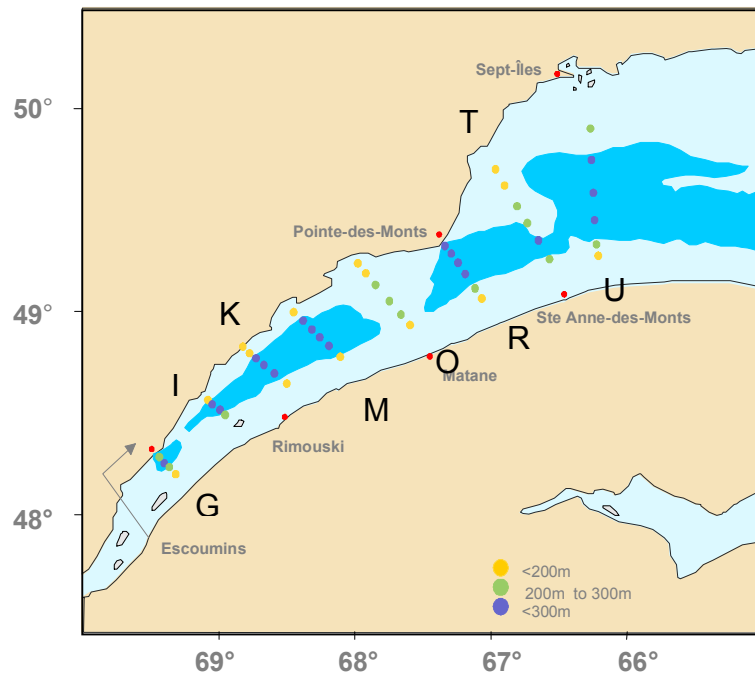 Sept-Îles
50°
T
Pointe-des-Monts
49°
K
U
Ste Anne-des-Monts
R
O
Matane
I
M
Rimouski
G
48°
Escoumins
<200m
200m to 300m
<300m
69°
68°
67°
66°